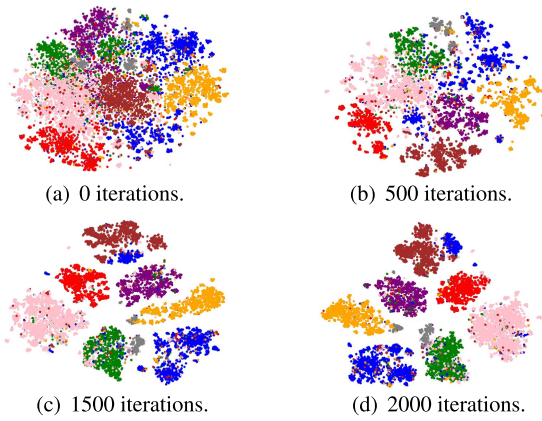 (a) 0 iterations.
(b) 500 iterations.
(c) 1500 iterations.
(d) 2000 iterations.